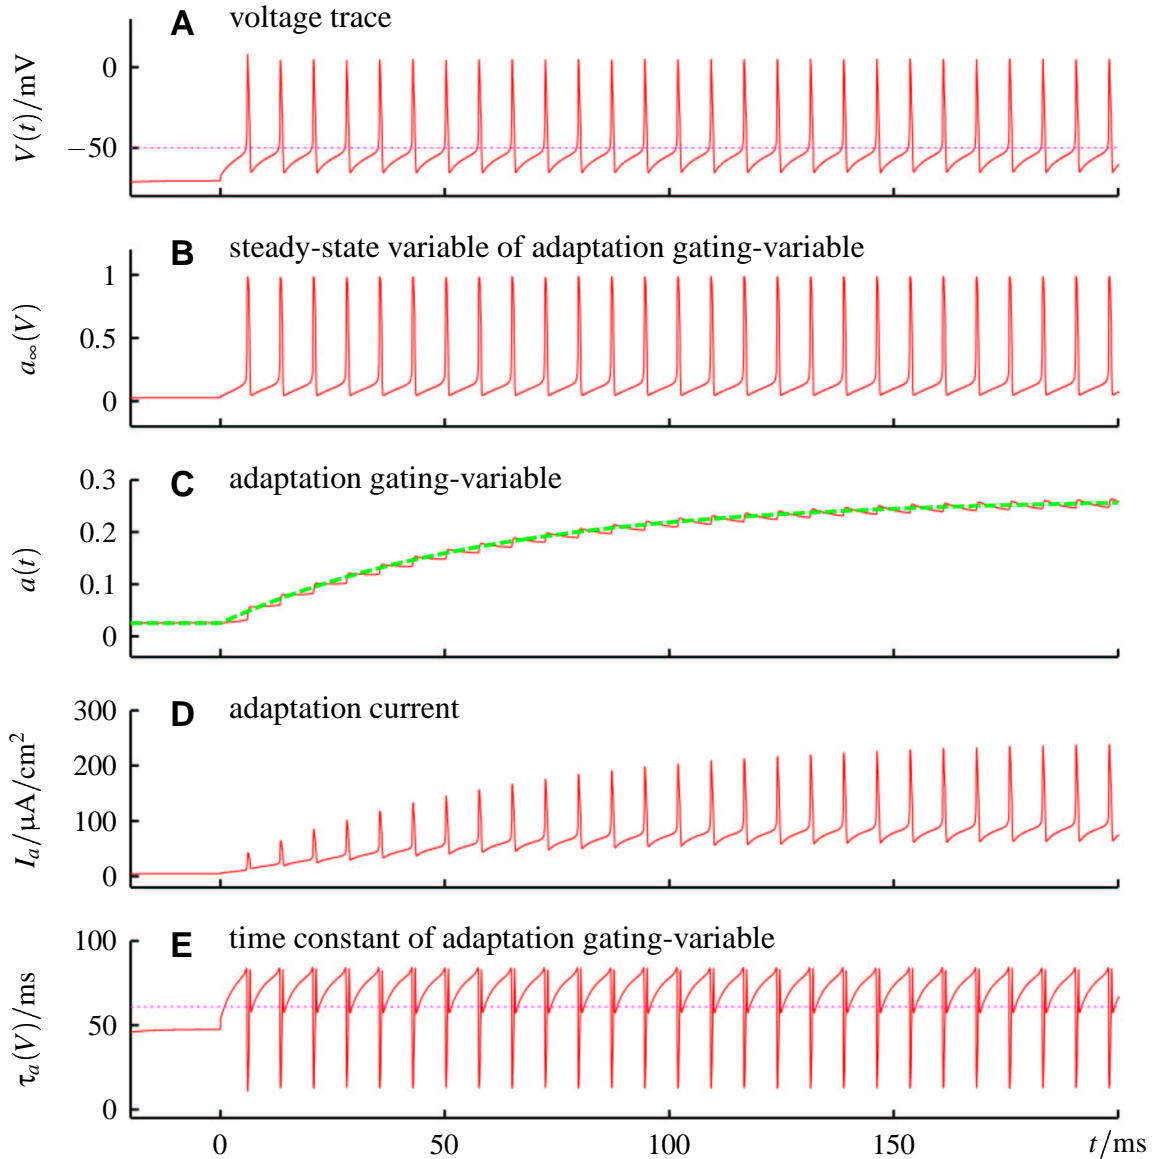 A voltage trace
V(t)/mV
0
−50
B steady-state variable of adaptation gating-variable
a∞(V)
1
0.5
0
C adaptation gating-variable
a(t)
0.3
0.2
0.1
0
D adaptation current
Iₐ/μA/cm²
300
200
100
0
E time constant of adaptation gating-variable
τₐ(V)/ms
100
50
0
0 50 100 150 t/ms